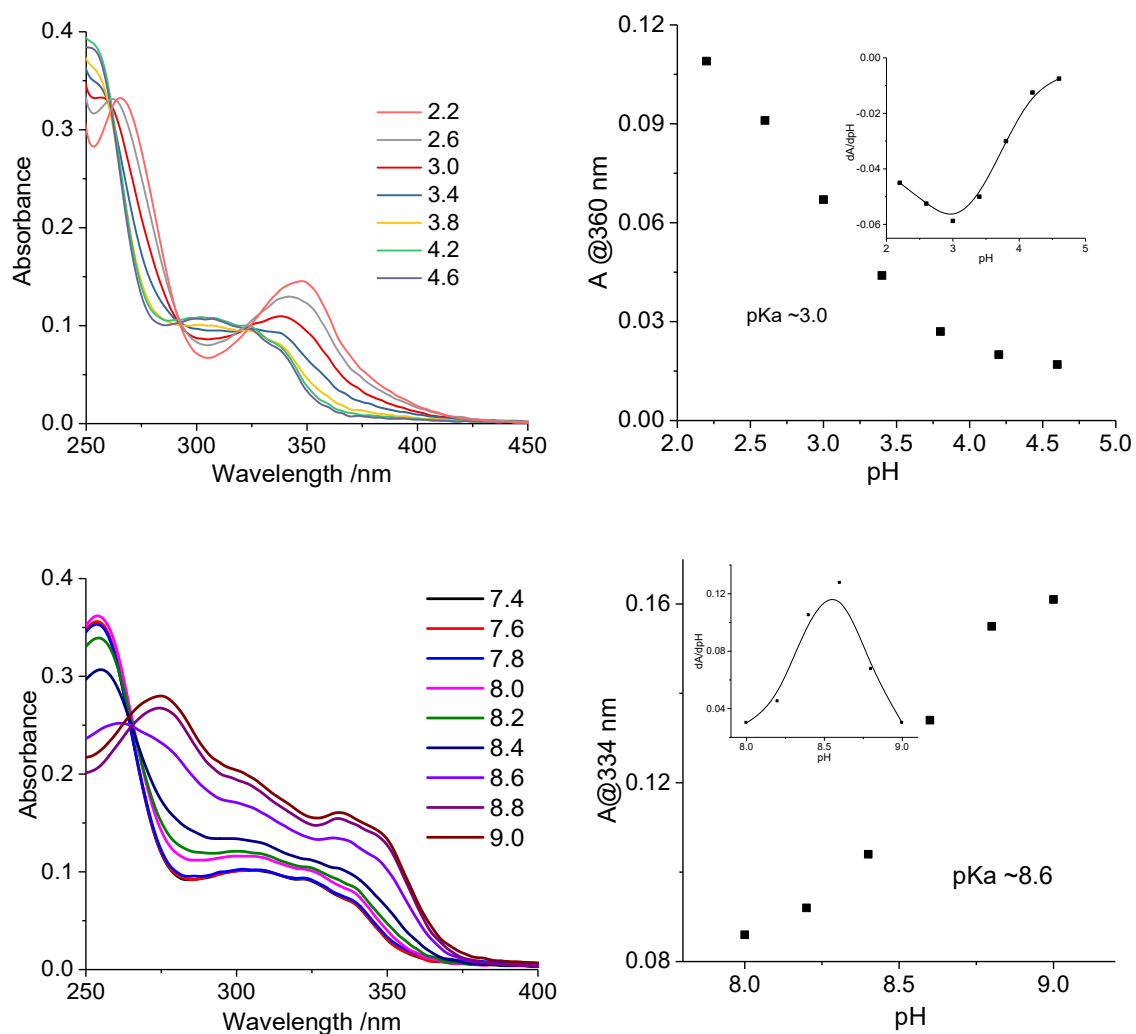 0.4
0.3
0.2
0.1
0.0
Absorbance
250 300 350 400 450
Wavelength /nm
2.2
2.6
3.0
3.4
3.8
4.2
4.6
0.12
0.09
0.06
0.03
0.00
A @360 nm
2.0 2.5 3.0 3.5 4.0 4.5 5.0
pH
pKa ~3.0
0.00
-0.02
-0.04
-0.06
dA/dpH
2 3 4 5
pH
0.4
0.3
0.2
0.1
0.0
Absorbance
250 300 350 400
Wavelength /nm
7.4
7.6
7.8
8.0
8.2
8.4
8.6
8.8
9.0
0.16
0.12
0.08
A@334 nm
8.0 8.5 9.0
pH
pKa ~8.6
0.12
0.08
0.04
dA/dpH
8.0 8.5 9.0
pH